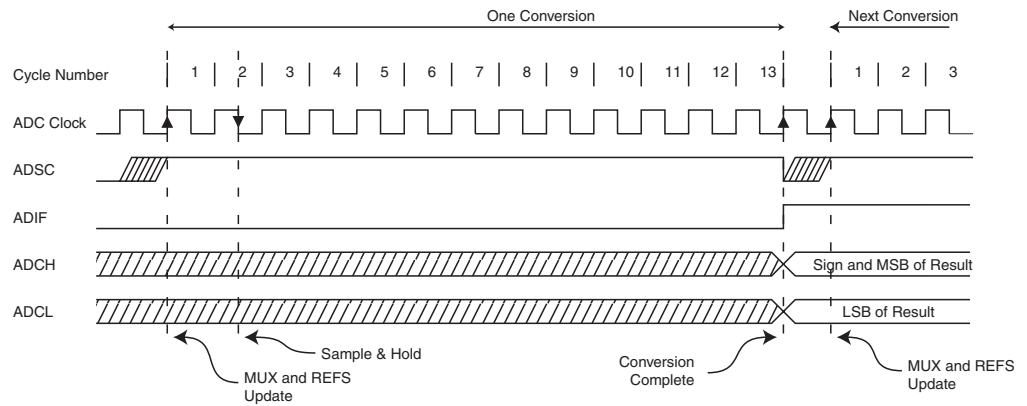 One Conversion
Next Conversion
Cycle Number
1 2 3 4 5 6 7 8 9 10 11 12 13 1 2 3
ADC Clock
ADSC
ADIF
ADCH
Sign and MSB of Result
ADCL
LSB of Result
Sample & Hold
MUX and REFS
Update
Conversion
Complete
MUX and REFS
Update